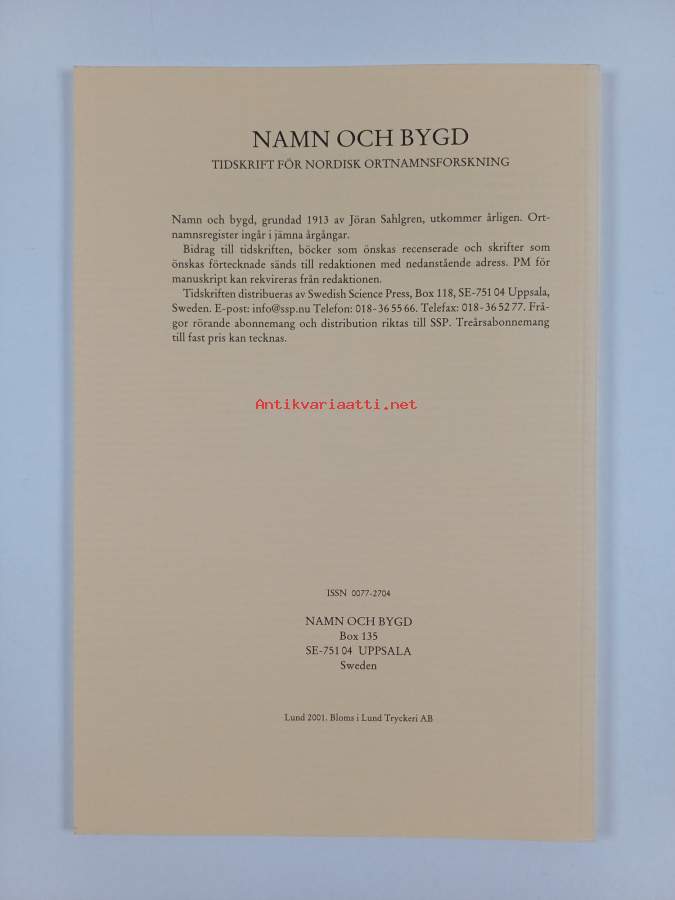 NAMN OCH BYGD
TIDSKRIFT FÖR NORDISK ORTNAMNSFORSKNING
Namn och bygd, grundad 1913 av Jöran Sahlgren, utkommer årligen. Ort-
namnsregister ingår i jämna årgångar.
Bidrag till tidskriften, böcker som önskas recenserade och skrifter som
önskas förtecknade sänds till redaktionen med nedanstående adress. PM för
manuskript kan rekvireras från redaktionen.
Tidskriften distribueras av Swedish Science Press, Box 118, SE-751 04 Uppsala,
Sweden. E-post: info@ssp.nu Telefon: 018-36 55 66. Telefax: 018-36 52 77. Frå-
gor rörande abonnemang och distribution riktas till SSP. Treårsabonnemang
till fast pris kan tecknas.
Antikvariaatti.net
ISSN 0077-2704
NAMN OCH BYGD
Box 135
SE-751 04 UPPSALA
Sweden
Lund 2001. Bloms i Lund Tryckeri AB